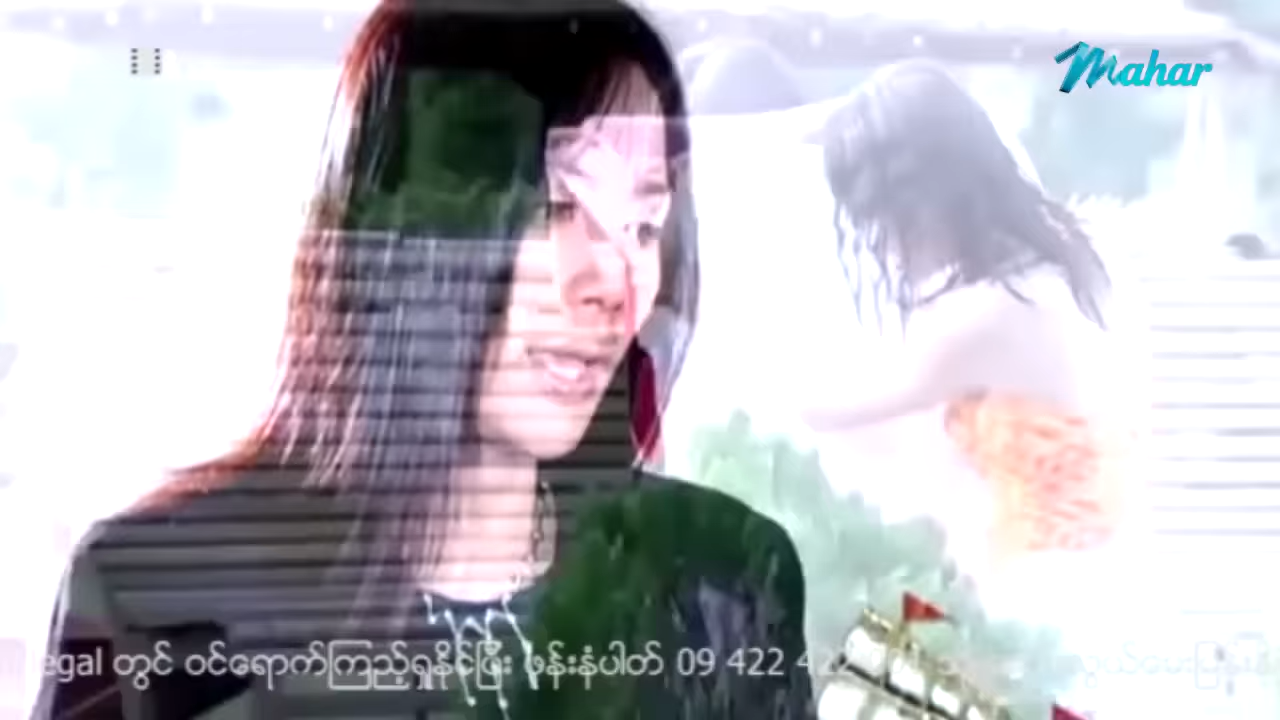 Mahar
egal တွင် ဝင်ရောက်ကြည့်ရှုနိုင်ပြီး ဖုန်းနံပါတ် 09 422 422